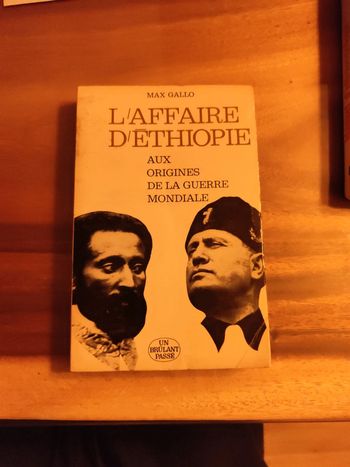 MAX GALLO
L'AFFAIRE
D'ÉTHIOPIE
AUX
ORIGINES
DE LA GUERRE
MONDIALE
UN
BRÛLANT
PASSÉ